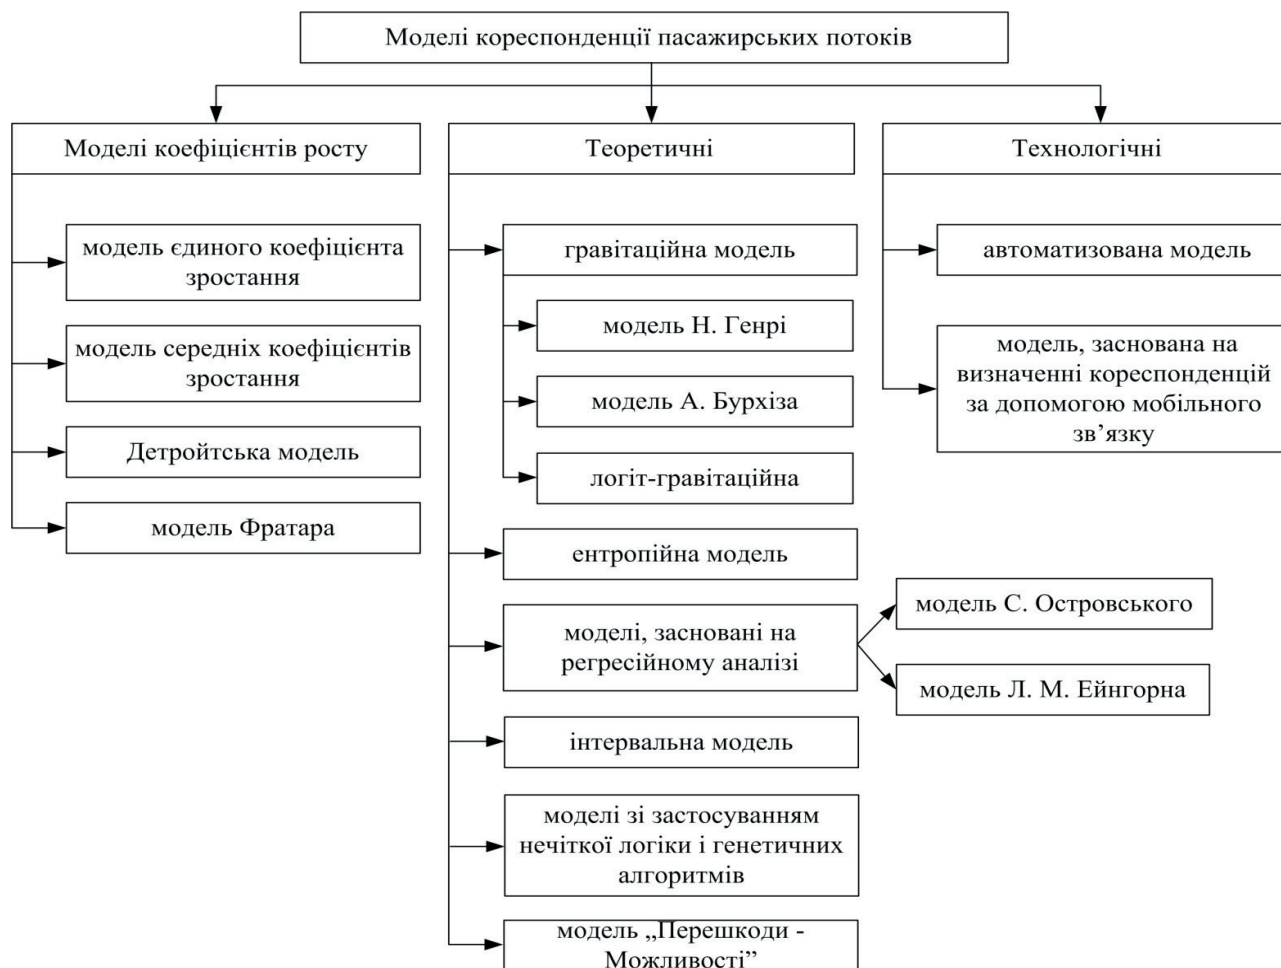 Моделі кореспонденції пасажирських потоків
Моделі коефіцієнтів росту
модель єдиного коефіцієнта
зростання
модель середніх коефіцієнтів
зростання
Детройтська модель
модель Фратара
Теоретичні
гравітаційна модель
модель Н. Генрі
модель А. Бурхіза
логіт-гравітаційна
ентропійна модель
моделі, засновані на
регресійному аналізі
модель С. Островського
модель Л. М. Ейнгорна
інтервальна модель
моделі зі застосуванням
нечіткої логіки і генетичних
алгоритмів
модель „Перешкоди -
Можливості”
Технологічні
автоматизована модель
модель, заснована на
визначенні кореспонденцій
за допомогою мобільного
зв’язку